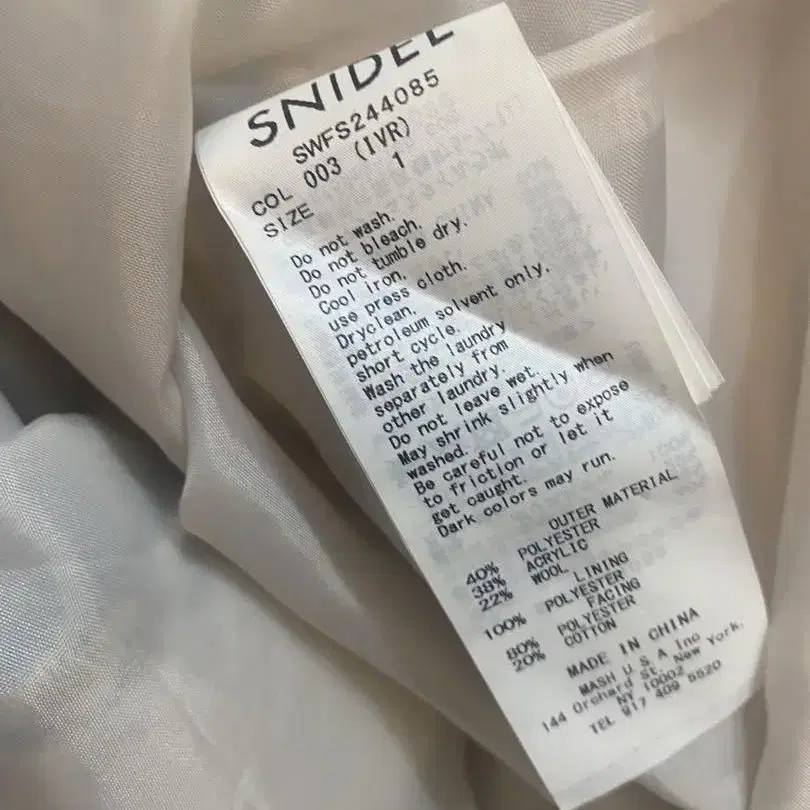 SNIDEL
SWFS244085
COL 003 (IVR)
SIZE 1
Do not wash.
Do not bleach.
Do not tumble dry.
Cool iron.
use press cloth.
Dryclean.
petroleum solvent only.
short cycle.
Wash the laundry
separately from
other laundry.
Do not leave wet.
May shrink slightly when
washed.
Be careful not to expose
to friction or let it
get caught.
Dark colors may run.
OUTER MATERIAL
40% POLYESTER
38% ACRYLIC
22% WOOL
LINING
100% POLYESTER
FACING
80% POLYESTER
20% COTTON
MADE IN CHINA
MASH U.S.A Inc
144 Orchard St. New York.
NY 10002
TEL 917 409 5520